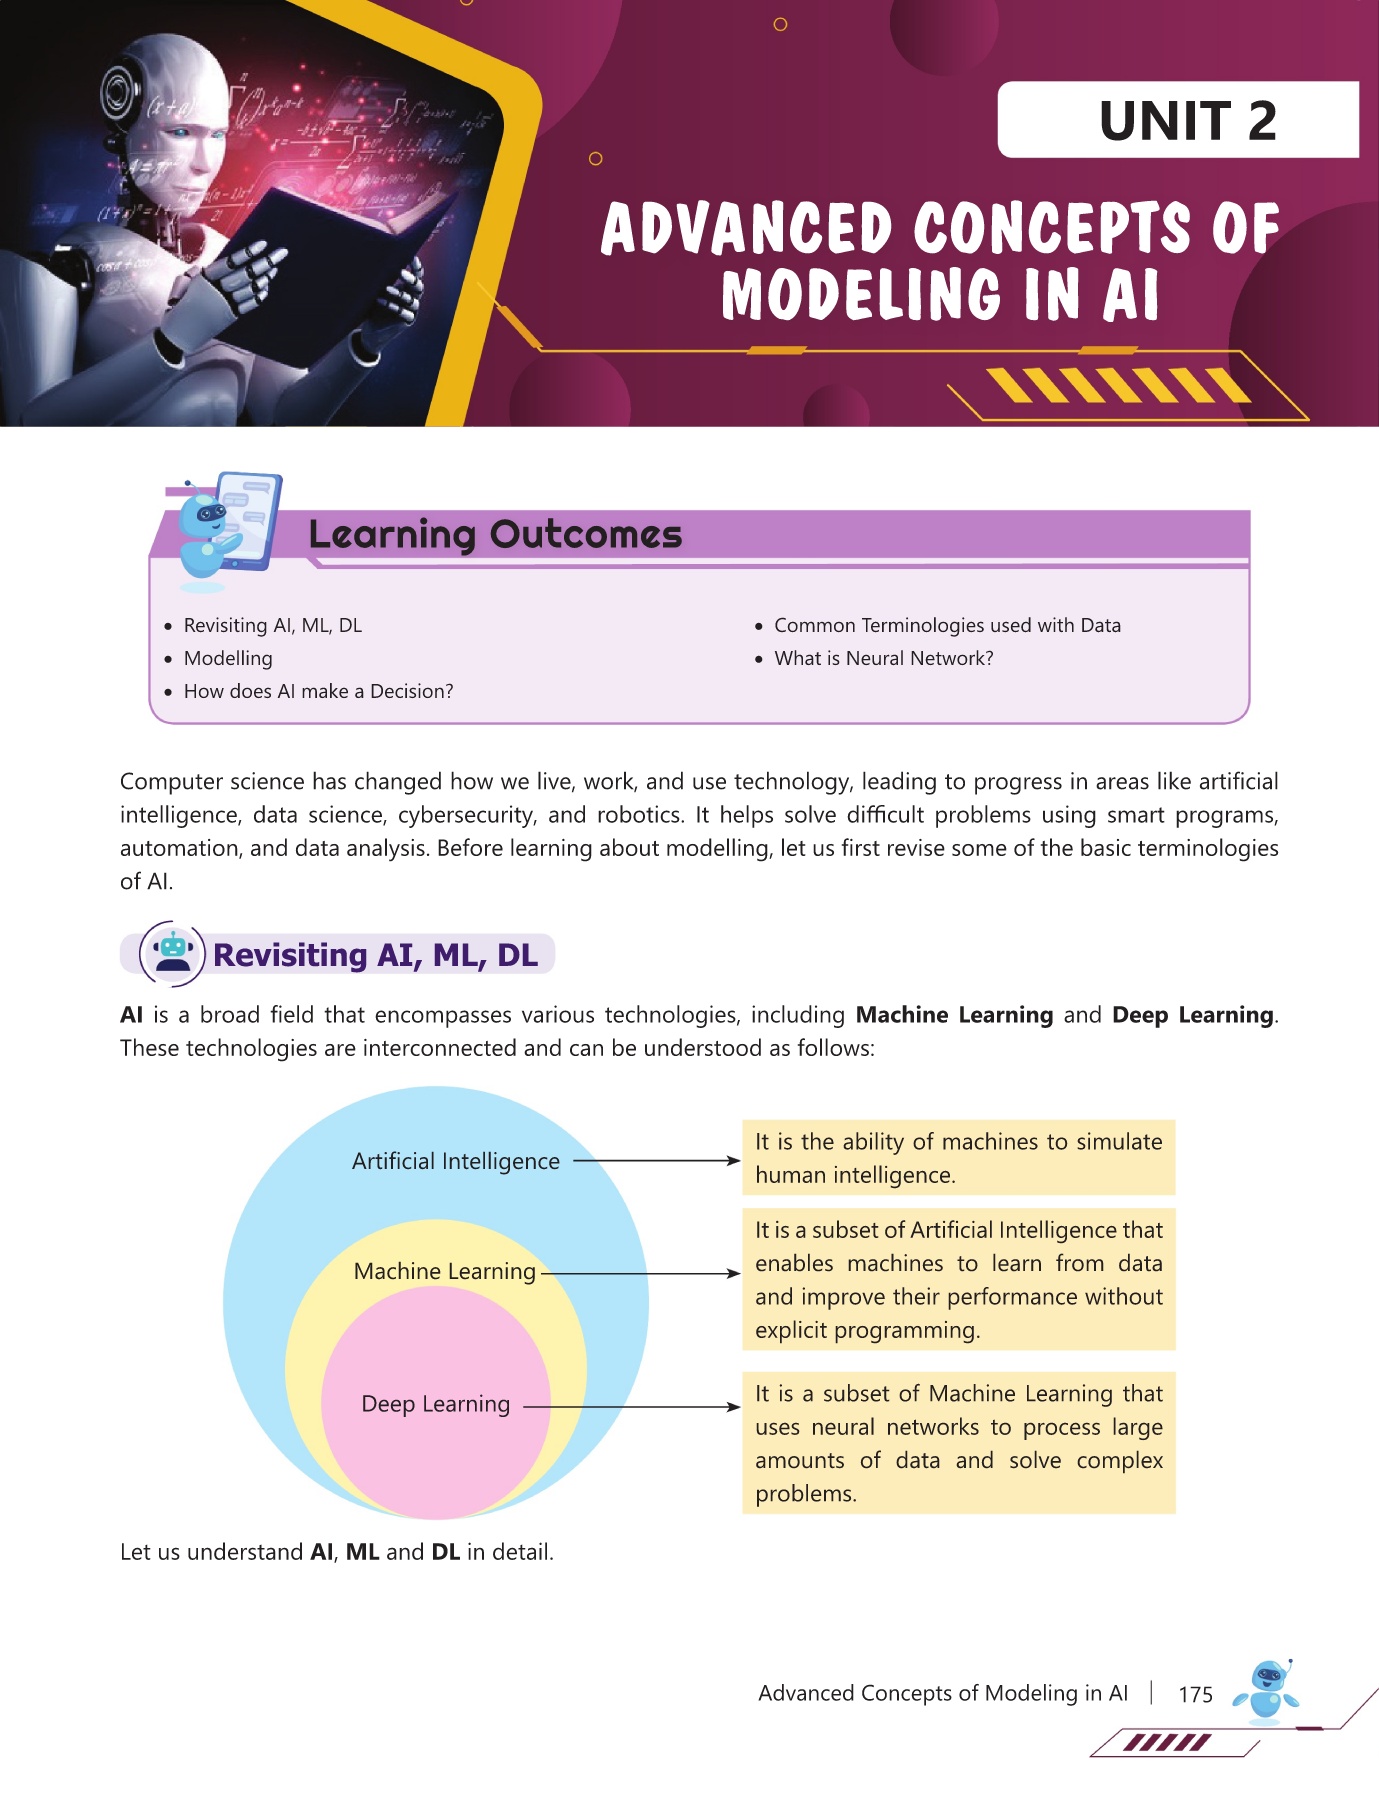 UNIT 2
ADVANCED CONCEPTS OF
MODELING IN AI
Learning Outcomes
• Revisiting AI, ML, DL
• Modelling
• How does AI make a Decision?
• Common Terminologies used with Data
• What is Neural Network?
Computer science has changed how we live, work, and use technology, leading to progress in areas like artificial
intelligence, data science, cybersecurity, and robotics. It helps solve difficult problems using smart programs,
automation, and data analysis. Before learning about modelling, let us first revise some of the basic terminologies
of AI.
Revisiting AI, ML, DL
AI is a broad field that encompasses various technologies, including Machine Learning and Deep Learning.
These technologies are interconnected and can be understood as follows:
Artificial Intelligence
It is the ability of machines to simulate
human intelligence.
Machine Learning
It is a subset of Artificial Intelligence that
enables machines to learn from data
and improve their performance without
explicit programming.
Deep Learning
It is a subset of Machine Learning that
uses neural networks to process large
amounts of data and solve complex
problems.
Let us understand AI, ML and DL in detail.
Advanced Concepts of Modeling in AI | 175